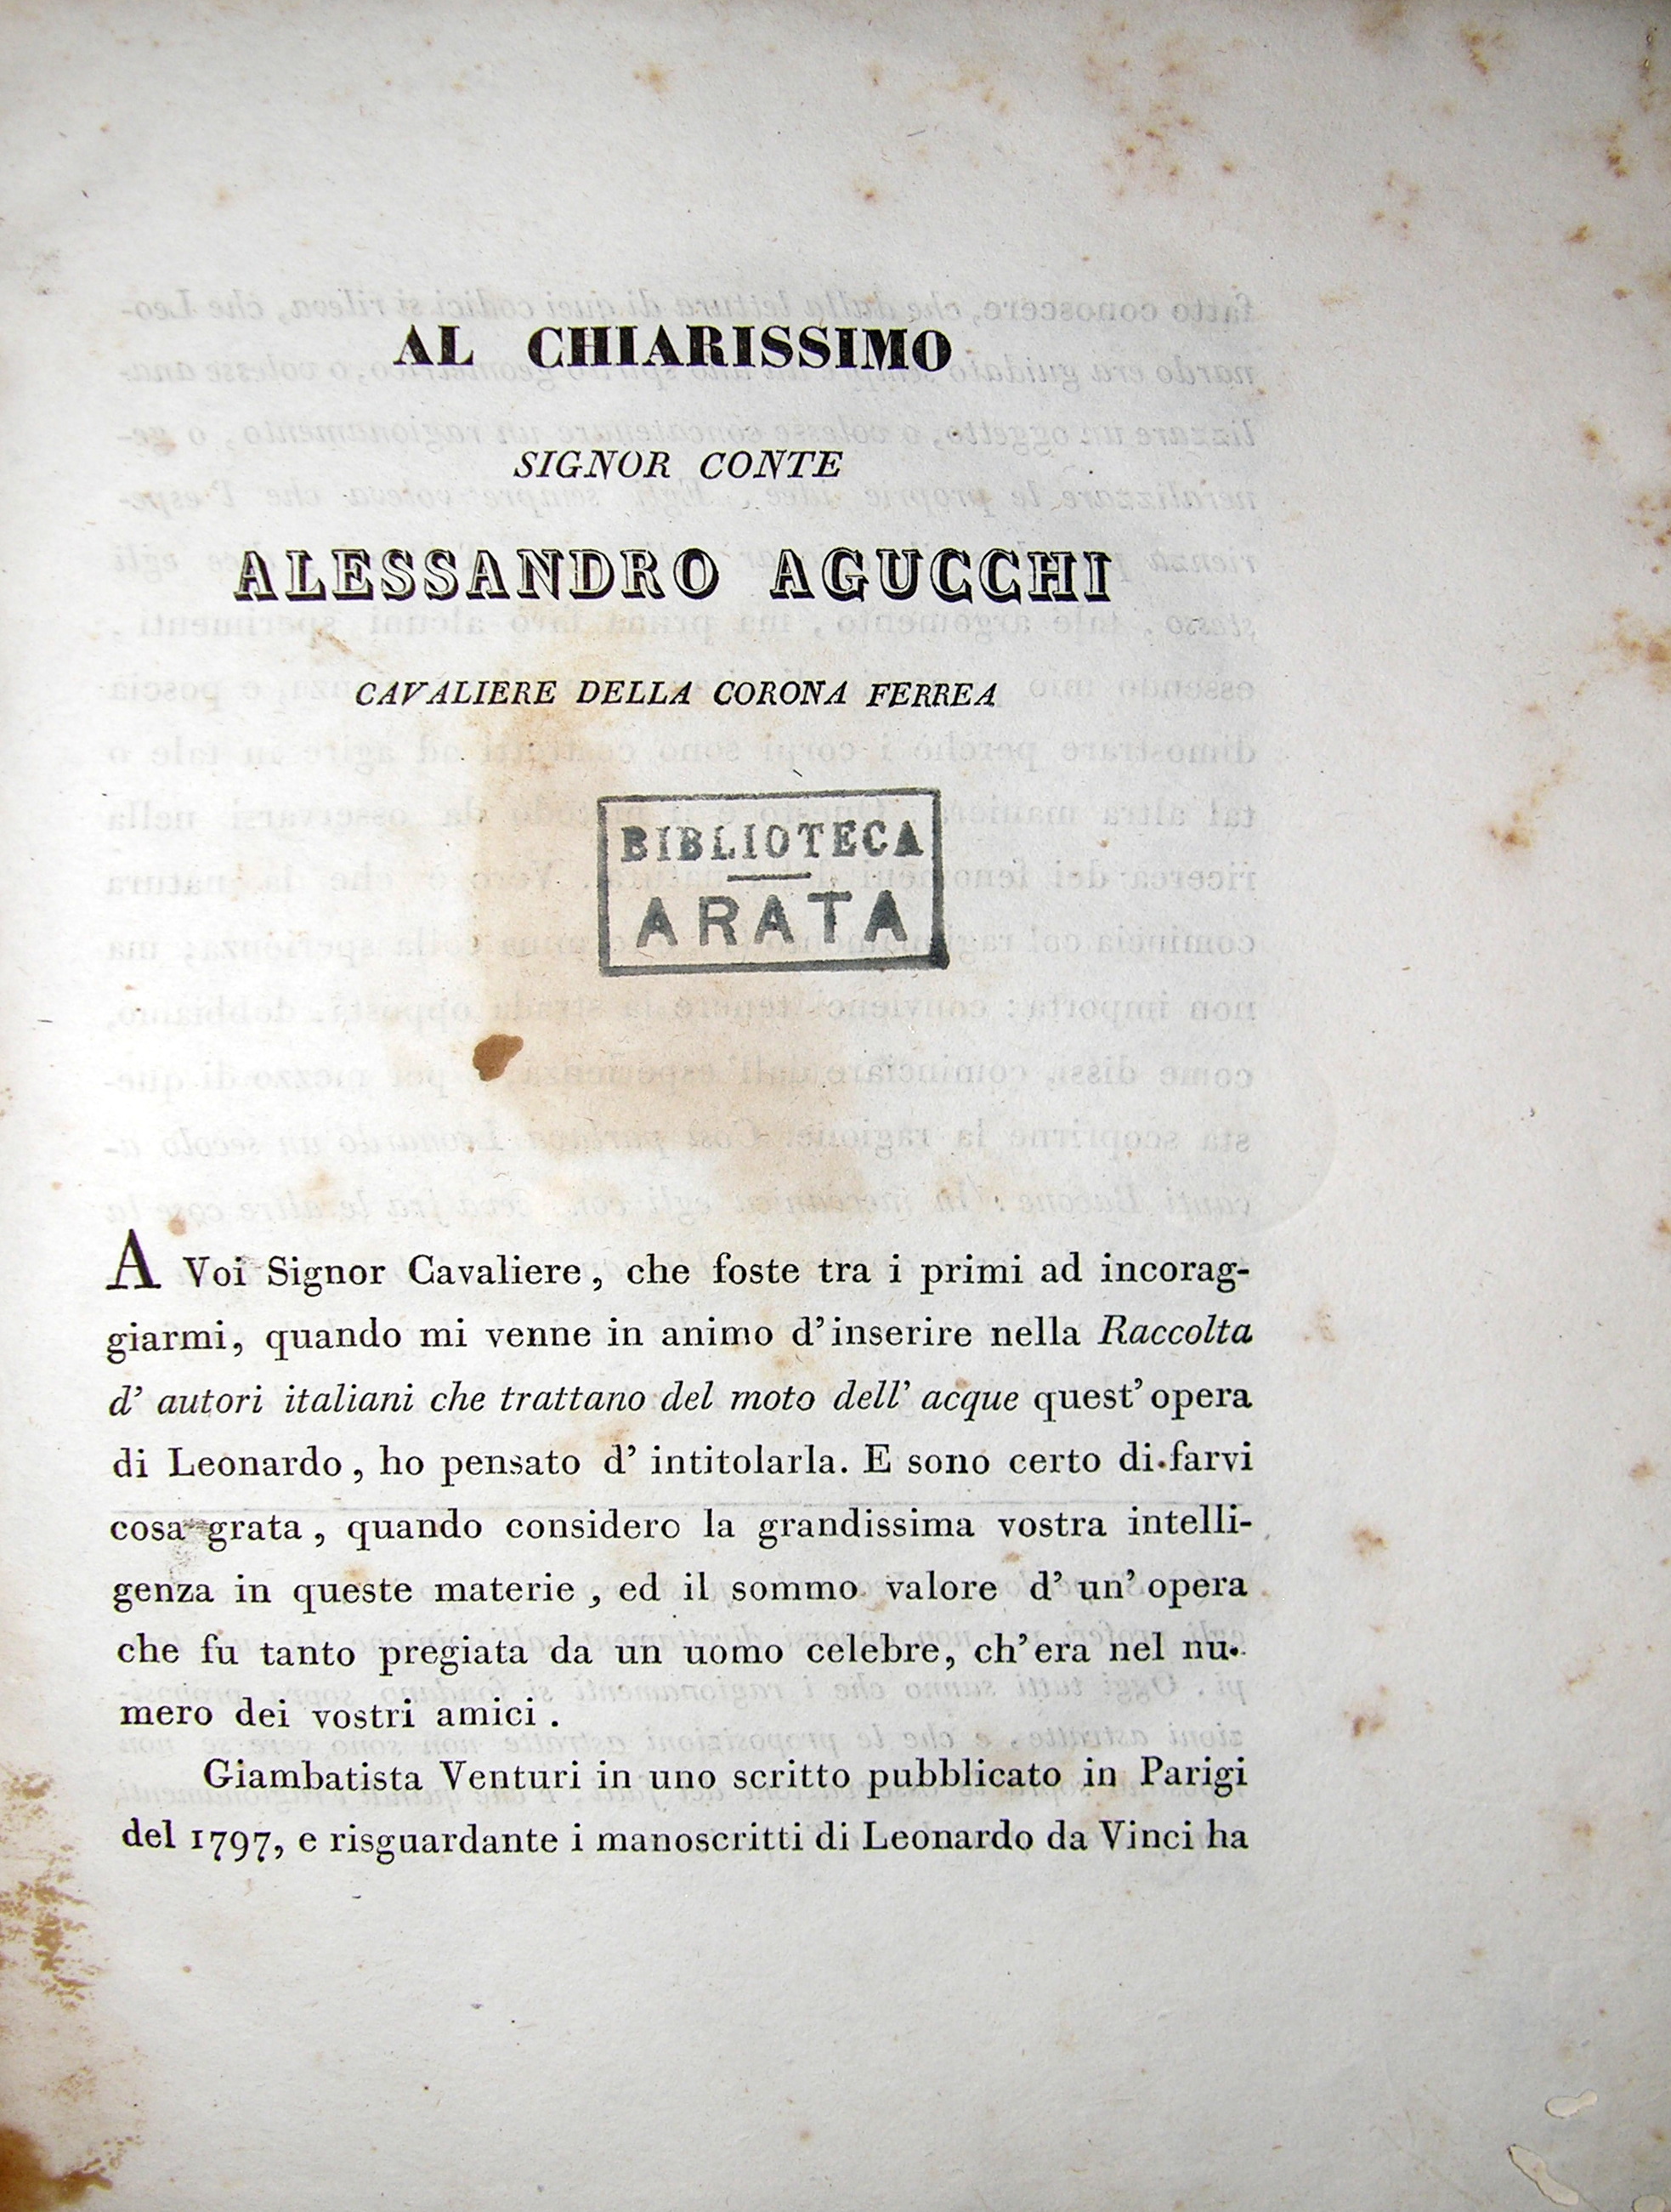 AL CHIARISSIMO
SIGNOR CONTE
ALESSANDRO AGUCCHI
CAVALIERE DELLA CORONA FERREA
BIBLIOTECA
ARATA
A Voi Signor Cavaliere, che foste tra i primi ad incorag-
giarmi, quando mi venne in animo d'inserire nella Raccolta
d' autori italiani che trattano del moto dell' acque quest' opera
di Leonardo, ho pensato d' intitolarla. E sono certo di farvi
cosa grata, quando considero la grandissima vostra intelli-
genza in queste materie, ed il sommo valore d' un' opera
che fu tanto pregiata da un uomo celebre, ch'era nel nu-
mero dei vostri amici.
Giambatista Venturi in uno scritto pubblicato in Parigi
del 1797, e risguardante i manoscritti di Leonardo da Vinci ha